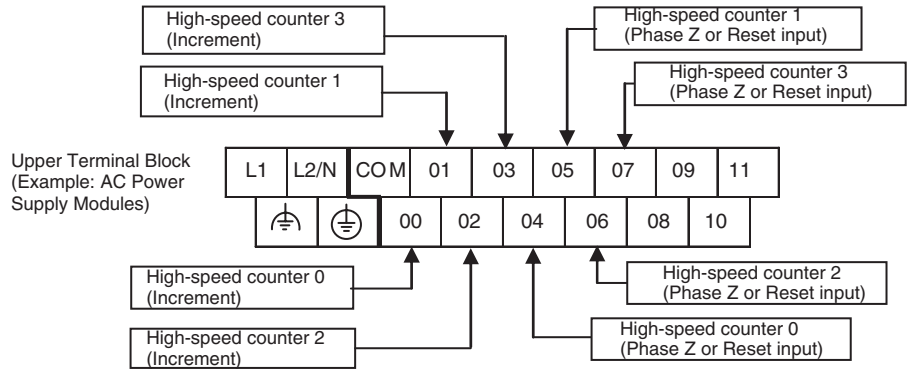 High-speed counter 3
(Increment)
High-speed counter 1
(Phase Z or Reset input)
High-speed counter 1
(Increment)
High-speed counter 3
(Phase Z or Reset input)
Upper Terminal Block
(Example: AC Power
Supply Modules)
L1 L2/N COM 01 03 05 07 09 11
00 02 04 06 08 10
High-speed counter 0
(Increment)
High-speed counter 2
(Phase Z or Reset input)
High-speed counter 2
(Increment)
High-speed counter 0
(Phase Z or Reset input)